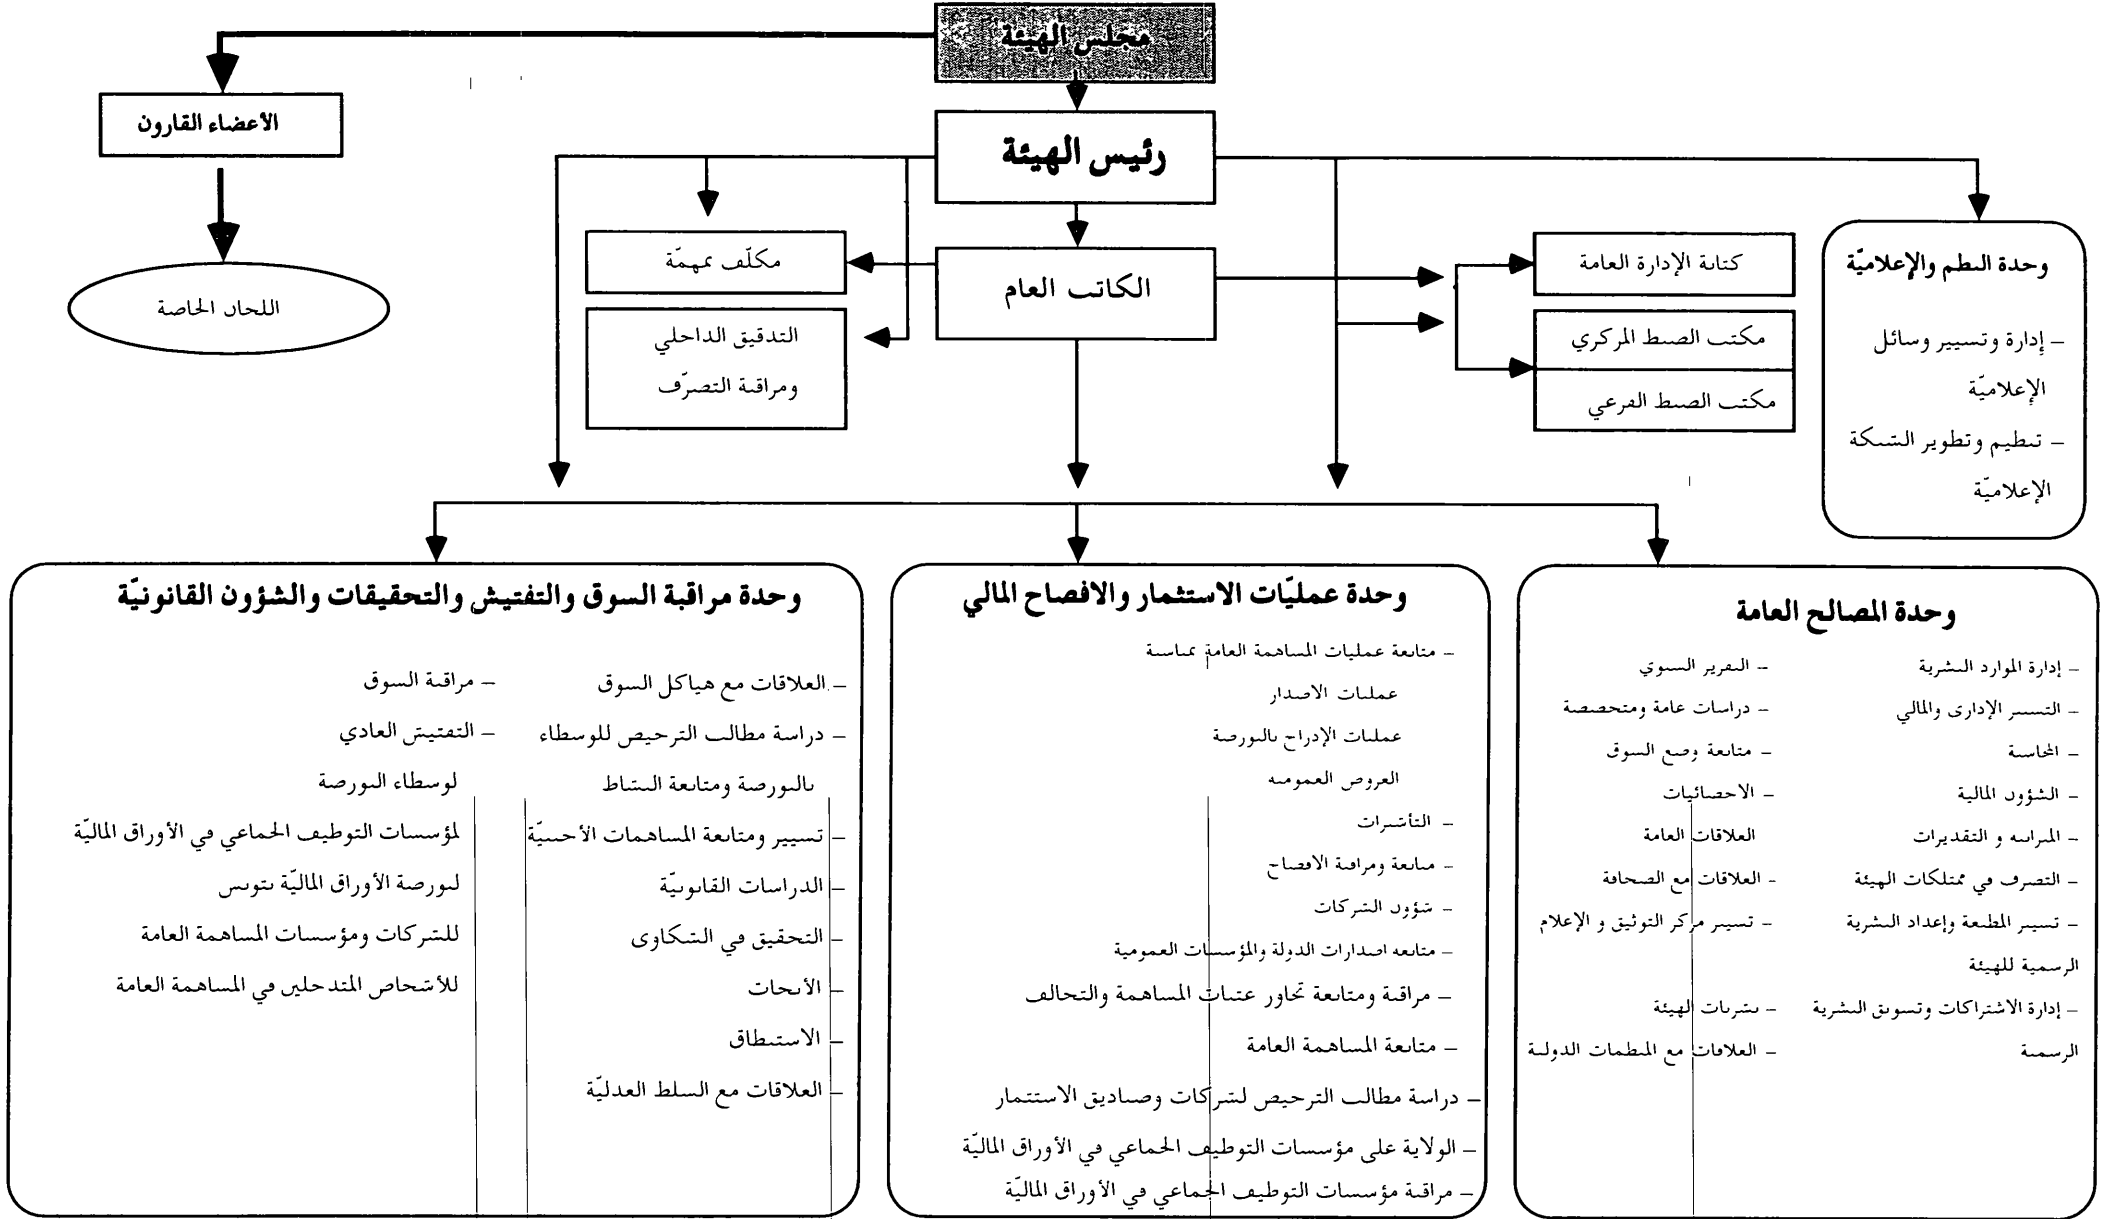 مجلس الهيئة
الأعضاء القارون
رئيس الهيئة
اللجان الخاصة
مكلّف بمهمّة
الكاتب العام
كتابة الإدارة العامة
وحدة النظم والإعلاميّة
التدقيق الداخلي
ومراقبة التصرّف
مكتب الضبط المركزي
مكتب الضبط الفرعي
– إدارة وتسيير وسائل
الإعلاميّة
– تنظيم وتطوير الشبكة
الإعلاميّة
وحدة المصالح العامة
– إدارة الموارد البشرية
– التسيير الإداري والمالي
– المحاسبة
– الشؤون المالية
– الميزانية و التقديرات
– التصرف في ممتلكات الهيئة
– تسيير المطبعة وإعداد النشرية
الرسمية للهيئة
– إدارة الاشتراكات وتسويق النشرية
الرسمية
– التقرير السنوي
– دراسات عامة ومتخصصة
– متابعة وضع السوق
– الاحصائيات
العلاقات العامة
– العلاقات مع الصحافة
– تسيير مركز التوثيق و الإعلام
– نشريات الهيئة
– العلاقات مع المنظمات الدولية
وحدة عمليّات الاستثمار والافصاح المالي
– متابعة عمليات المساهمة العامة بمناسبة
عمليات الاصدار
عمليات الإدراج بالبورصة
العروض العمومية
– التأشيرات
– متابعة ومراقبة الافصاح
– شؤون الشركات
– متابعة اصدارات الدولة والمؤسسات العمومية
– مراقبة ومتابعة تجاوز عتبات المساهمة والتحالف
– متابعة المساهمة العامة
– دراسة مطالب الترخيص لشركات وصناديق الاستثمار
– الولاية على مؤسسات التوظيف الجماعي في الأوراق الماليّة
– مراقبة مؤسسات التوظيف الجماعي في الأوراق الماليّة
وحدة مراقبة السوق والتفتيش والتحقيقات والشؤون القانونيّة
– العلاقات مع هياكل السوق
– دراسة مطالب الترخيص للوسطاء
بالبورصة ومتابعة النشاط
– تسيير ومتابعة المساهمات الأجنبيّة
– الدراسات القانونيّة
– التحقيق في الشكاوى
– الأبحاث
– الاستنطاق
– العلاقات مع السلط العدليّة
– مراقبة السوق
– التفتيش العادي
لوسطاء البورصة
لمؤسسات التوظيف الجماعي في الأوراق الماليّة
لبورصة الأوراق الماليّة بتونس
للشركات ومؤسسات المساهمة العامة
للأشخاص المتدخلين في المساهمة العامة